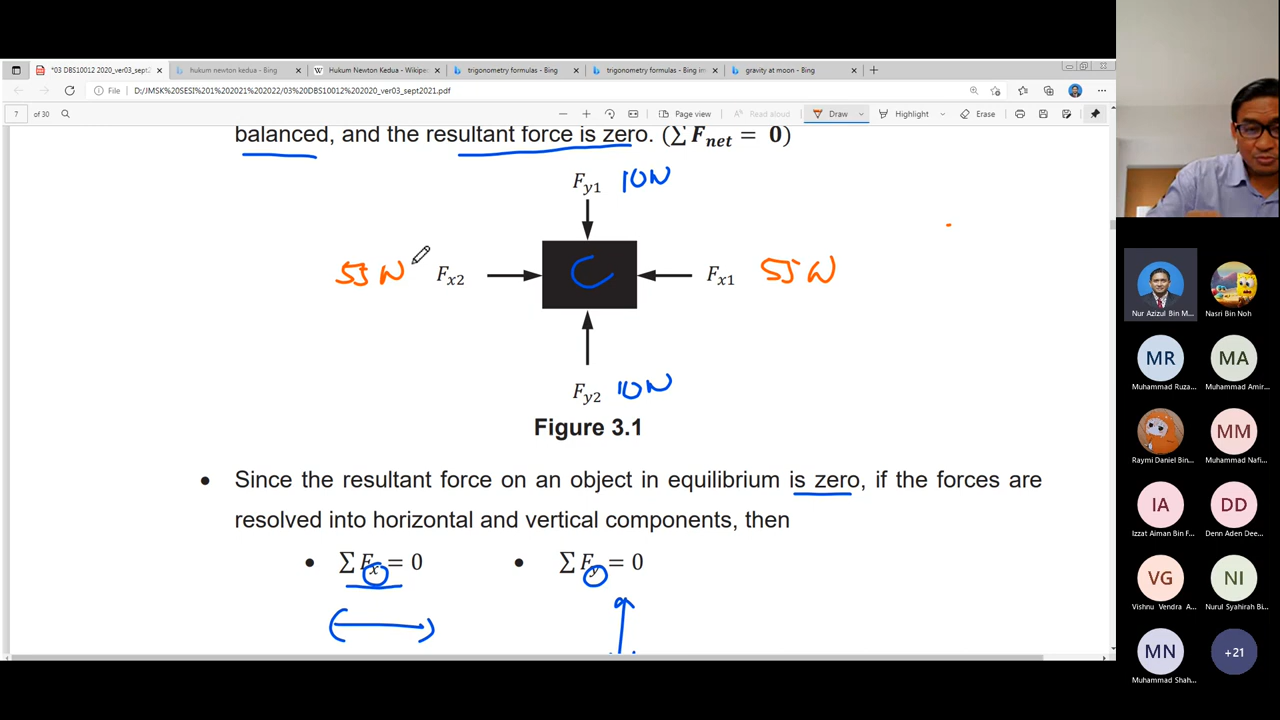 *03 DBS10012 2020_ver03_sept2
hukum newton kedua - Bing
Hukum Newton Kedua - Wikipe
trigonometry formulas - Bing
trigonometry formulas - Bing im
gravity at moon - Bing
File D:/JMSK%20SESI%201%202021%202022/03%20DBS10012%202020_ver03_sept2021.pdf
7 of 30
Page view
Read aloud
Draw
Highlight
Erase
balanced, and the resultant force is zero. (∑ F_net = 0)
F_y1 10N
55 N F_x2 C F_x1 55 N
F_y2 10N
Figure 3.1
• Since the resultant force on an object in equilibrium is zero, if the forces are
resolved into horizontal and vertical components, then
• ∑ F_x = 0 • ∑ F_y = 0
Nur Azizul Bin M...
Nasri Bin Noh
MR
Muhammad Ruza...
MA
Muhammad Amir...
Raymi Daniel Bin...
MM
Muhammad Nafi...
IA
Izzat Aiman Bin F...
DD
Denn Aden Dee...
VG
Vishnu Vendra A...
NI
Nurul Syahirah Bi...
MN
Muhammad Shah...
+21